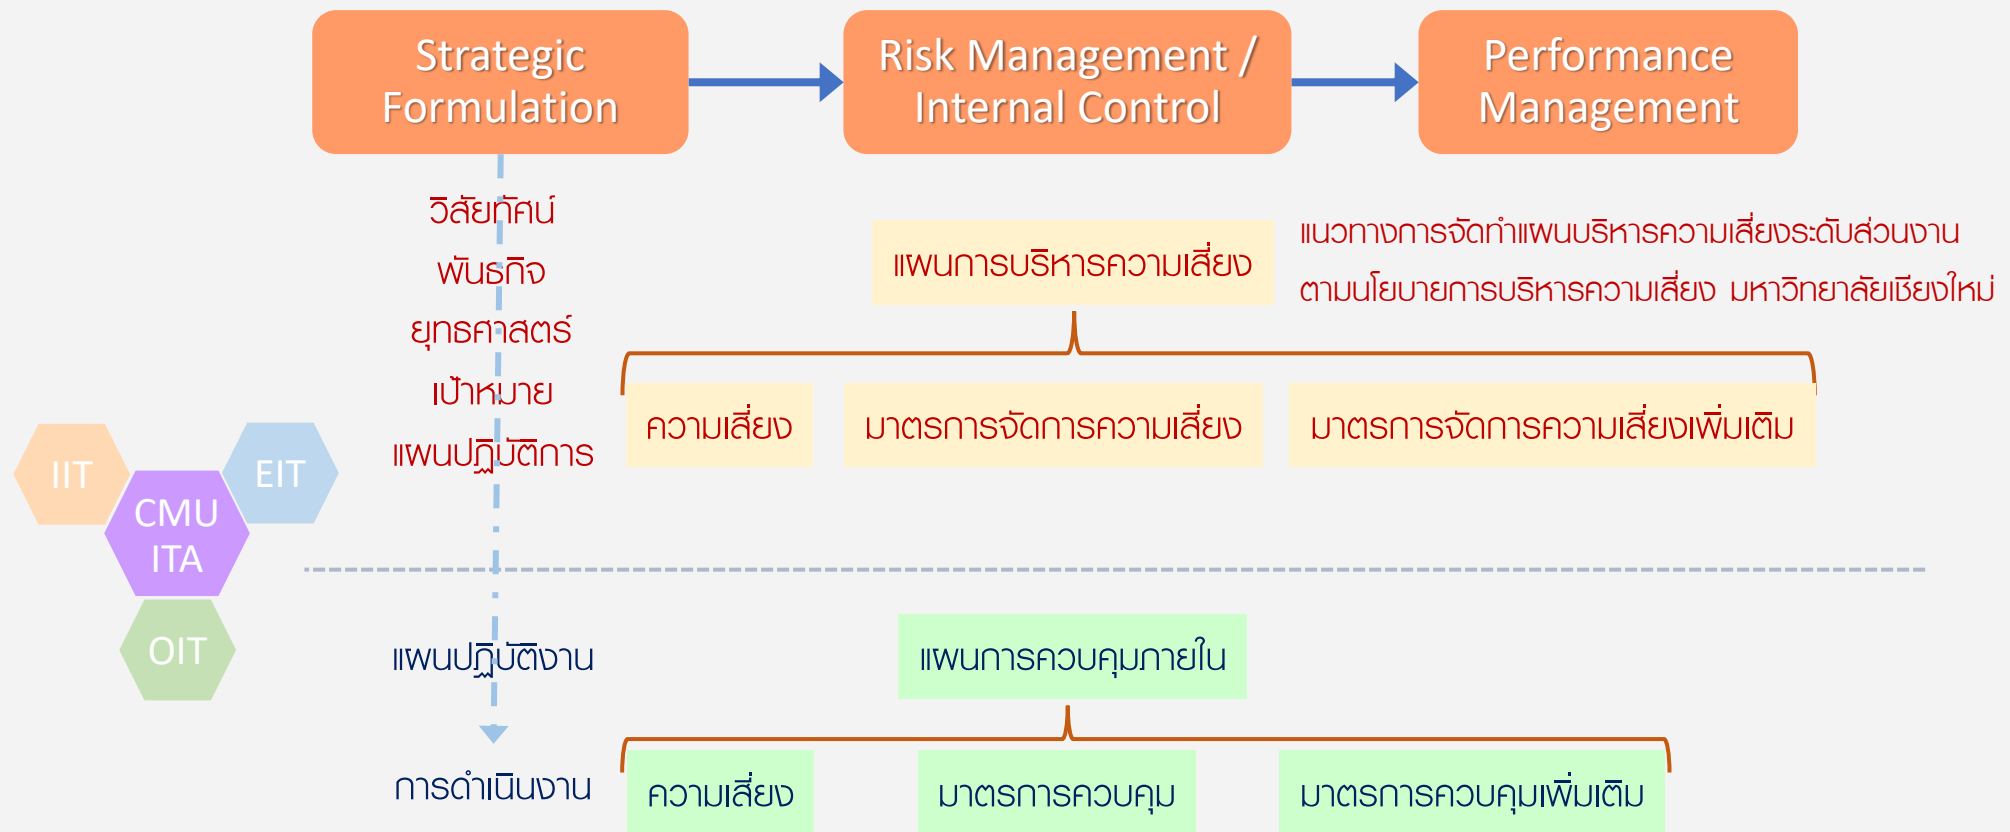 Strategic
Formulation
Risk Management /
Internal Control
Performance
Management
วิสัยทัศน์
พันธกิจ
ยุทธศาสตร์
เป้าหมาย
แผนปฏิบัติการ
แผนการบริหารความเสี่ยง
แนวทางการจัดทำแผนบริหารความเสี่ยงระดับส่วนงาน
ตามนโยบายการบริหารความเสี่ยง มหาวิทยาลัยเชียงใหม่
ความเสี่ยง
มาตรการจัดการความเสี่ยง
มาตรการจัดการความเสี่ยงเพิ่มเติม
IIT
EIT
CMU
ITA
OIT
แผนปฏิบัติงาน
แผนการควบคุมภายใน
การดำเนินงาน
ความเสี่ยง
มาตรการควบคุม
มาตรการควบคุมเพิ่มเติม